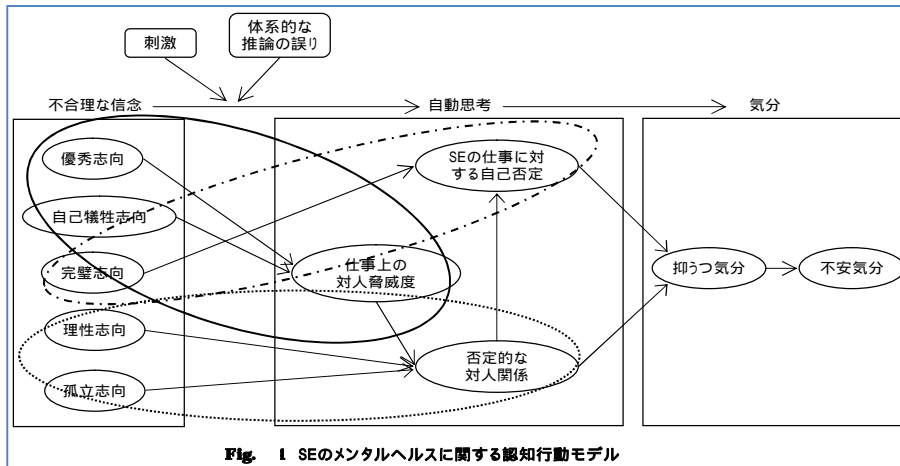 刺激
体系的な
推論の誤り
不合理な信念
自動思考
気分
優秀志向
自己犠牲志向
完璧志向
理性志向
孤立志向
SEの仕事に対
する自己否定
仕事上の
対人脅威度
否定的な
対人関係
抑うつ気分
不安気分
Fig. 1 SEのメンタルヘルスに関する認知行動モデル